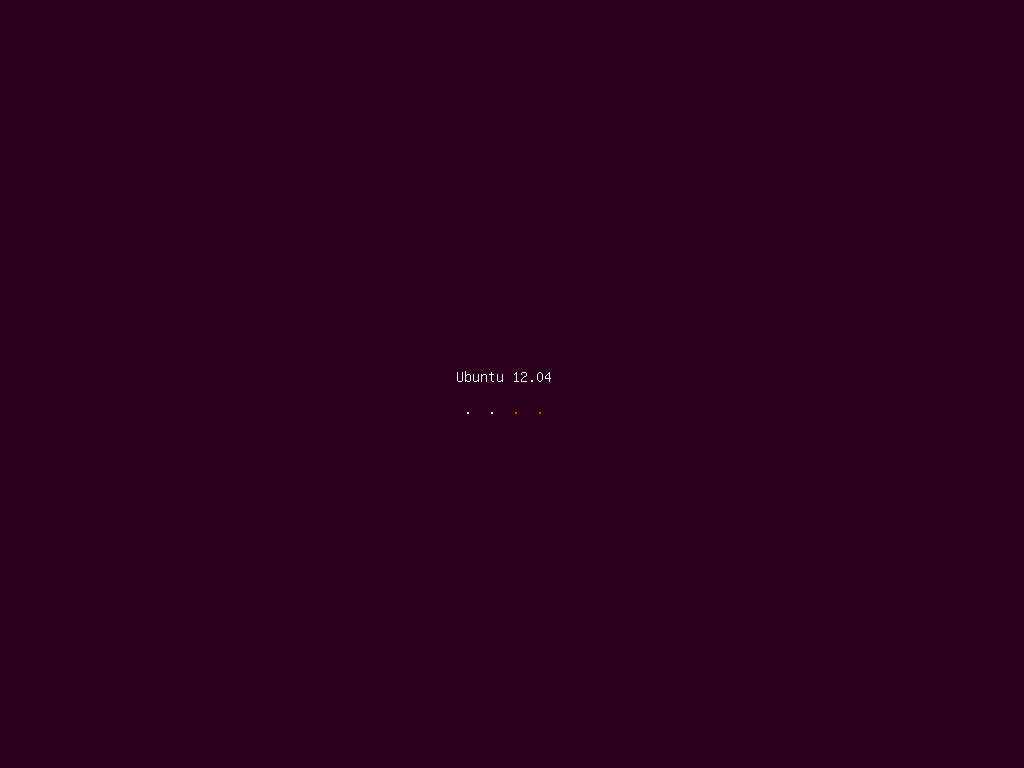 Ubuntu 12.04
. . . .